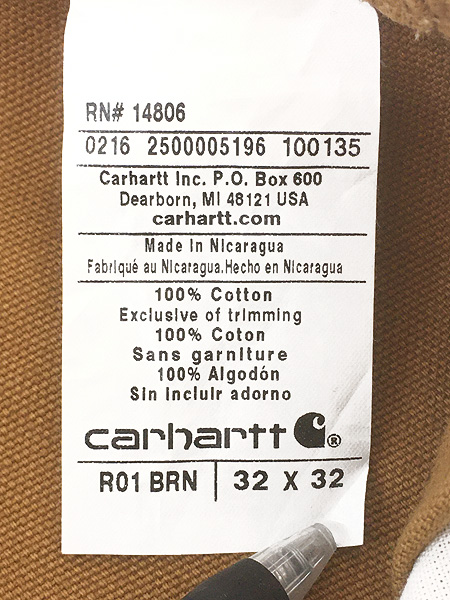 RN# 14806
0216 2500005196 100135
Carhartt Inc. P.O. Box 600
Dearborn, MI 48121 USA
carhartt.com
Made In Nicaragua
Fabriqué au Nicaragua.Hecho en Nicaragua
100% Cotton
Exclusive of trimming
100% Coton
Sans garniture
100% Algodón
Sin incluir adorno
carhartt ®
R01 BRN | 32 X 32